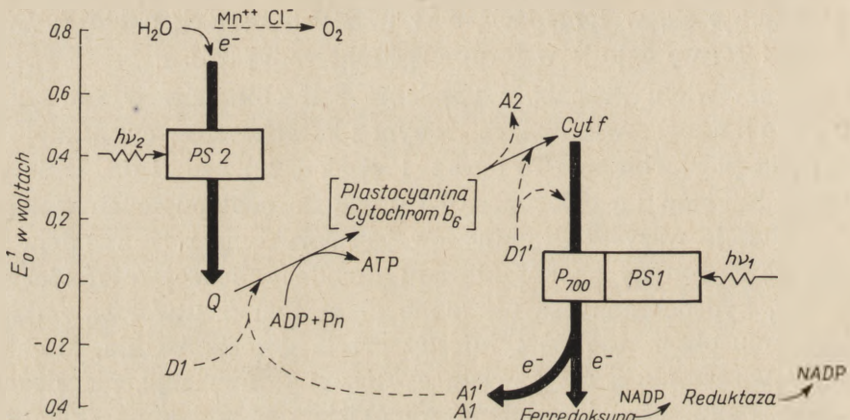 H₂O
Mn⁺⁺ Cl⁻
O₂
e⁻
0,8
0,6
0,4
0,2
0
-0,2
0,4
E₀¹ w woltach
hν₂
PS 2
Q
D1
ADP+Pn
ATP
[Plastocyanina
Cytochrom b₆]
A2
Cyt f
D1'
P₇₀₀
PS1
hν₁
e⁻
e⁻
A1'
A1
Ferredoksyna
NADP
Reduktaza
NADP